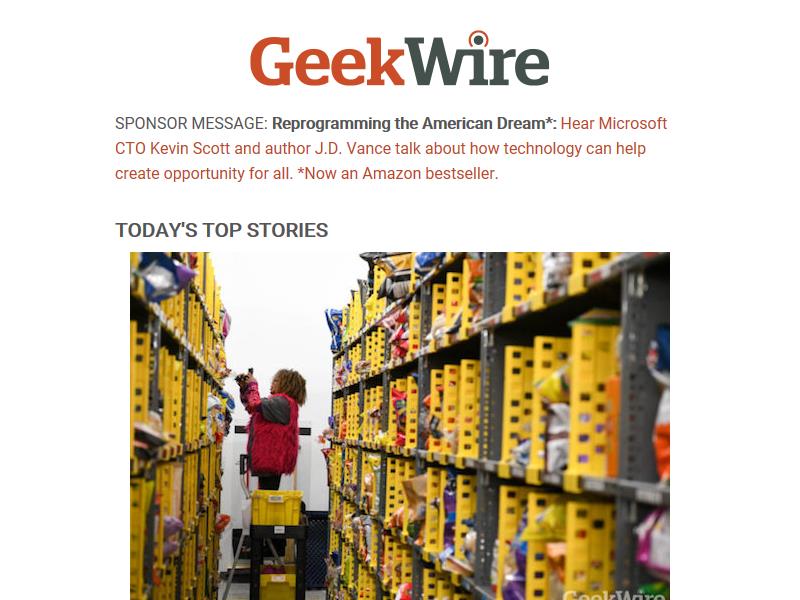 GeekWire
SPONSOR MESSAGE: Reprogramming the American Dream*: Hear Microsoft
CTO Kevin Scott and author J.D. Vance talk about how technology can help
create opportunity for all. *Now an Amazon bestseller.
TODAY'S TOP STORIES
GeekWire